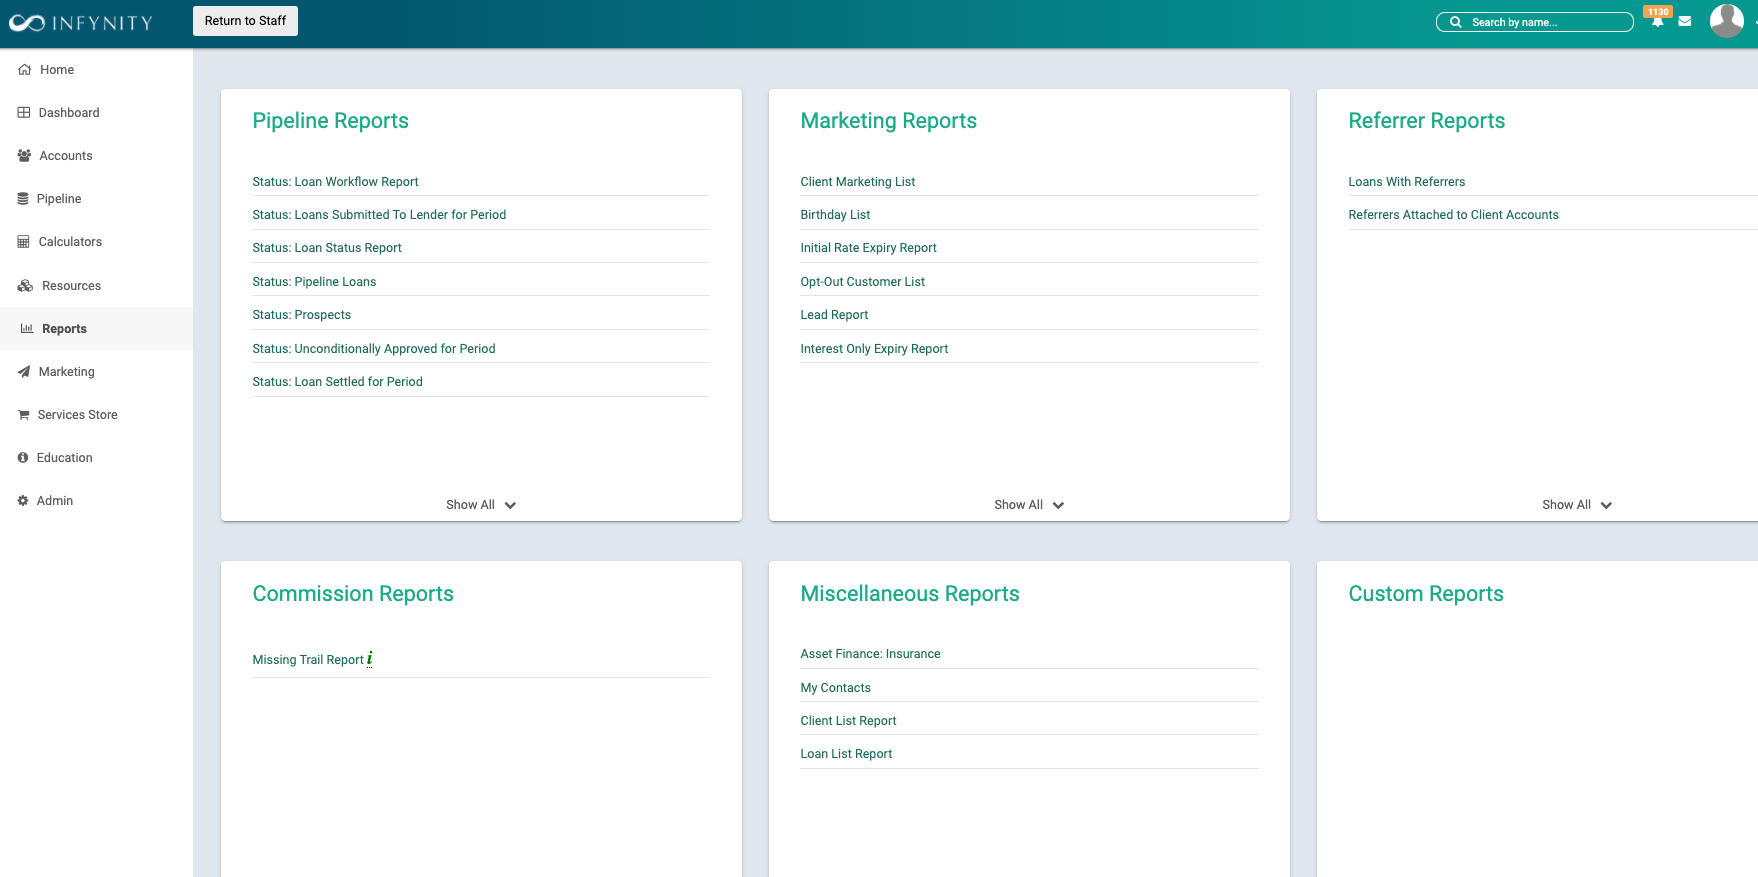 INFYNITY
Return to Staff
Search by name...
1130
Home
Dashboard
Accounts
Pipeline
Calculators
Resources
Reports
Marketing
Services Store
Education
Admin
Pipeline Reports
Status: Loan Workflow Report
Status: Loans Submitted To Lender for Period
Status: Loan Status Report
Status: Pipeline Loans
Status: Prospects
Status: Unconditionally Approved for Period
Status: Loan Settled for Period
Show All
Marketing Reports
Client Marketing List
Birthday List
Initial Rate Expiry Report
Opt-Out Customer List
Lead Report
Interest Only Expiry Report
Show All
Referrer Reports
Loans With Referrers
Referrers Attached to Client Accounts
Show All
Commission Reports
Missing Trail Report i
Miscellaneous Reports
Asset Finance: Insurance
My Contacts
Client List Report
Loan List Report
Custom Reports